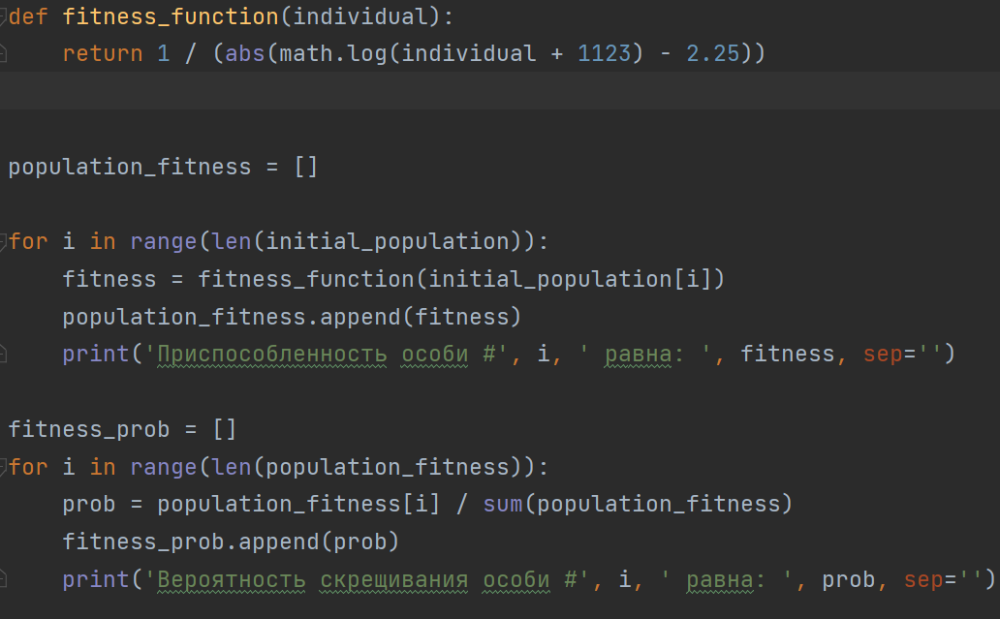 def fitness_function(individual):
    return 1 / (abs(math.log(individual + 1123) - 2.25))
population_fitness = []
for i in range(len(initial_population)):
    fitness = fitness_function(initial_population[i])
    population_fitness.append(fitness)
    print('Приспособленность особи #', i, ' равна: ', fitness, sep='')
fitness_prob = []
for i in range(len(population_fitness)):
    prob = population_fitness[i] / sum(population_fitness)
    fitness_prob.append(prob)
    print('Вероятность скрещивания особи #', i, ' равна: ', prob, sep='')